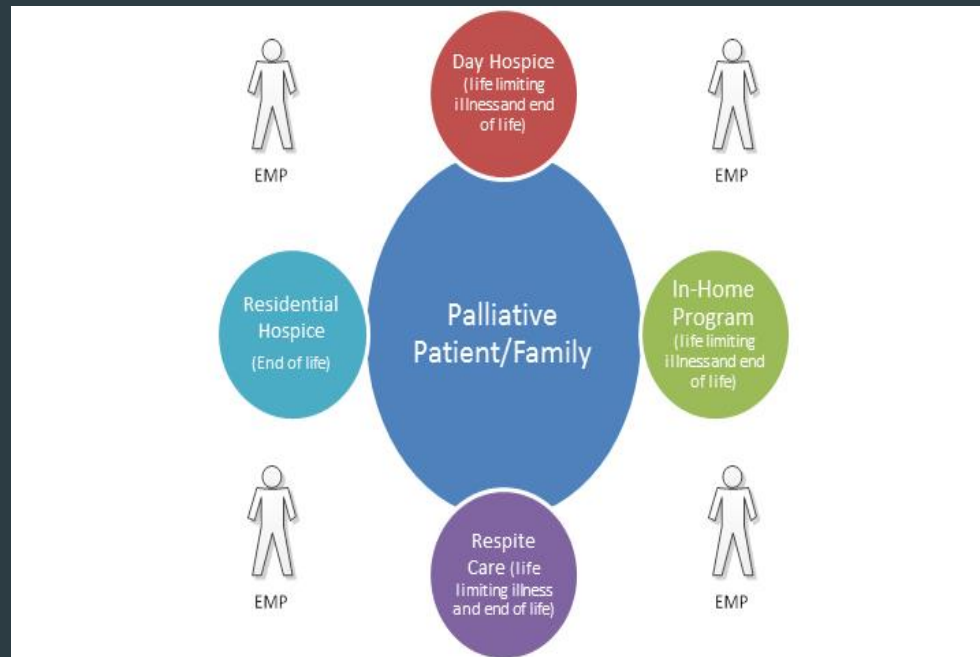 Day Hospice
(life limiting
illnessand end
of life)
EMP
EMP
Residential
Hospice
(End of life)
Palliative
Patient/Family
In-Home
Program
(life limiting
illnessand end
of life)
Respite
Care (life
limiting illness
and end of life)
EMP
EMP